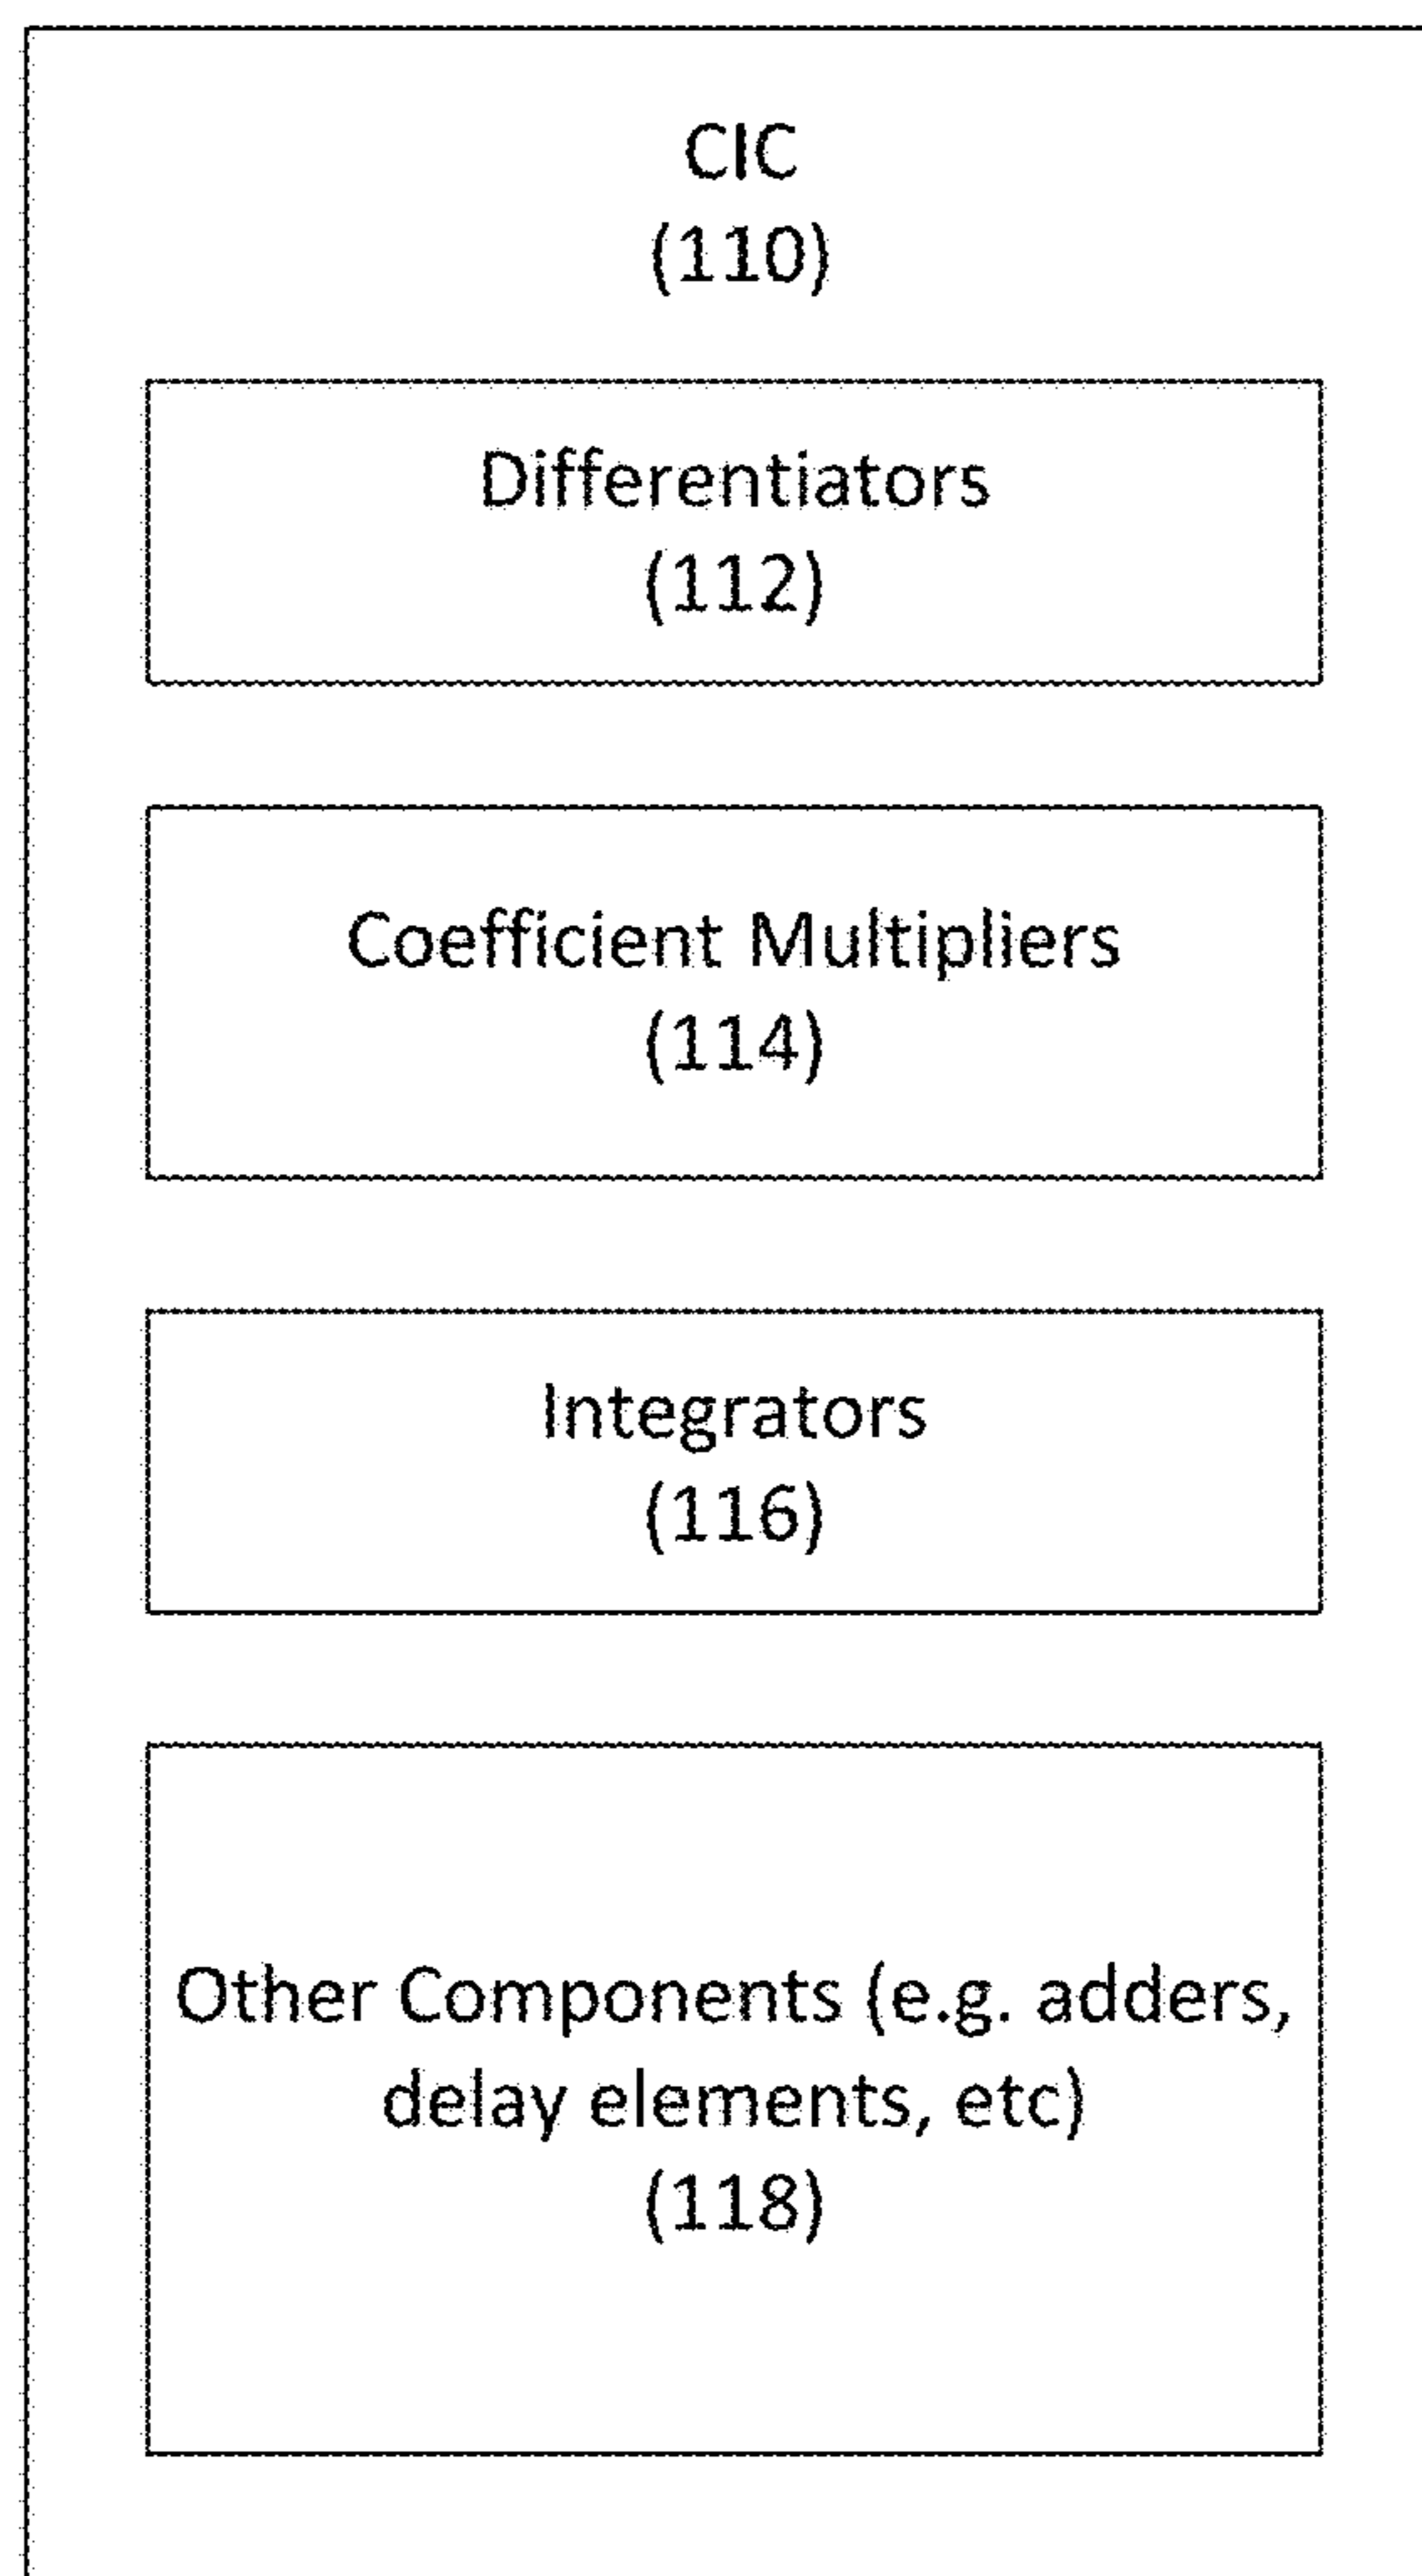 CIC
(110)
Differentiators
(112)
Coefficient Multipliers
(114)
Integrators
(116)
Other Components (e.g. adders,
delay elements, etc)
(118)